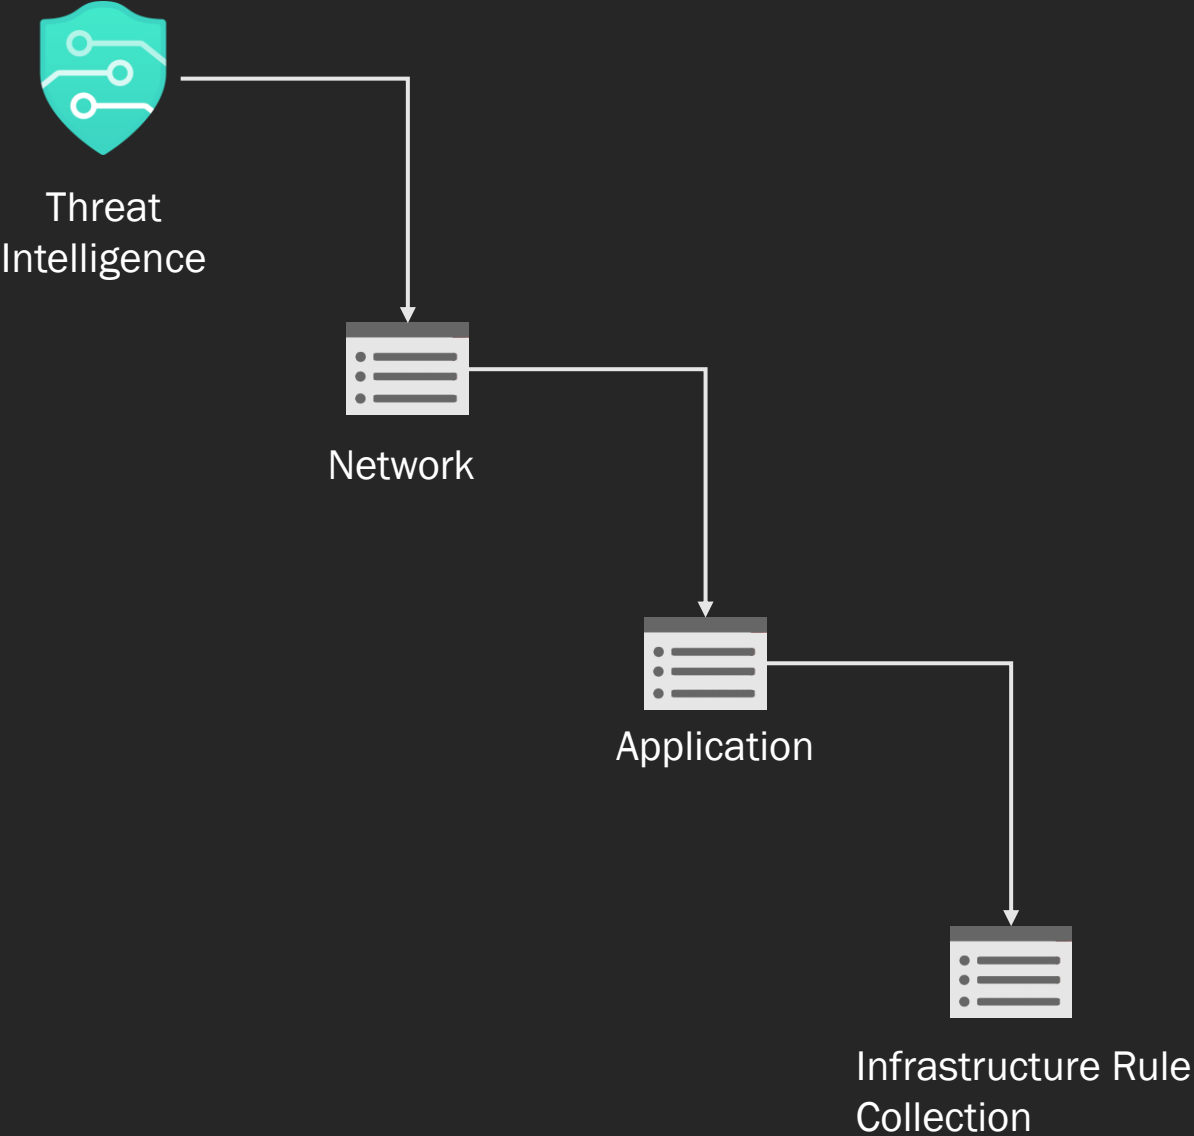 Threat
Intelligence
Network
Application
Infrastructure Rule
Collection